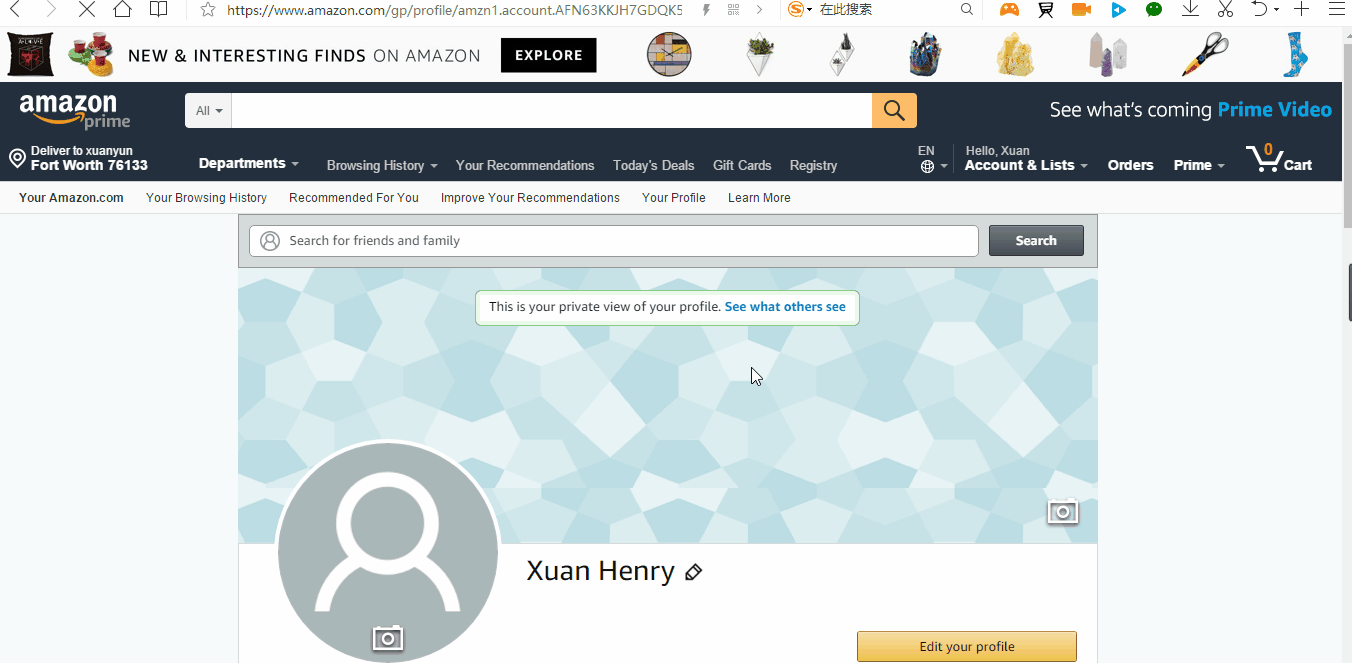 https://www.amazon.com/gp/profile/amzn1.account.AFN63KKJH7GDQK5
在此搜索
NEW & INTERESTING FINDS ON AMAZON
EXPLORE
amazon
prime
All
See what's coming Prime Video
Deliver to xuanyun
Fort Worth 76133
Departments
Browsing History
Your Recommendations
Today's Deals
Gift Cards
Registry
EN
Hello, Xuan
Account & Lists
Orders
Prime
0
Cart
Your Amazon.com
Your Browsing History
Recommended For You
Improve Your Recommendations
Your Profile
Learn More
Search for friends and family
Search
This is your private view of your profile. See what others see
Xuan Henry
Edit your profile